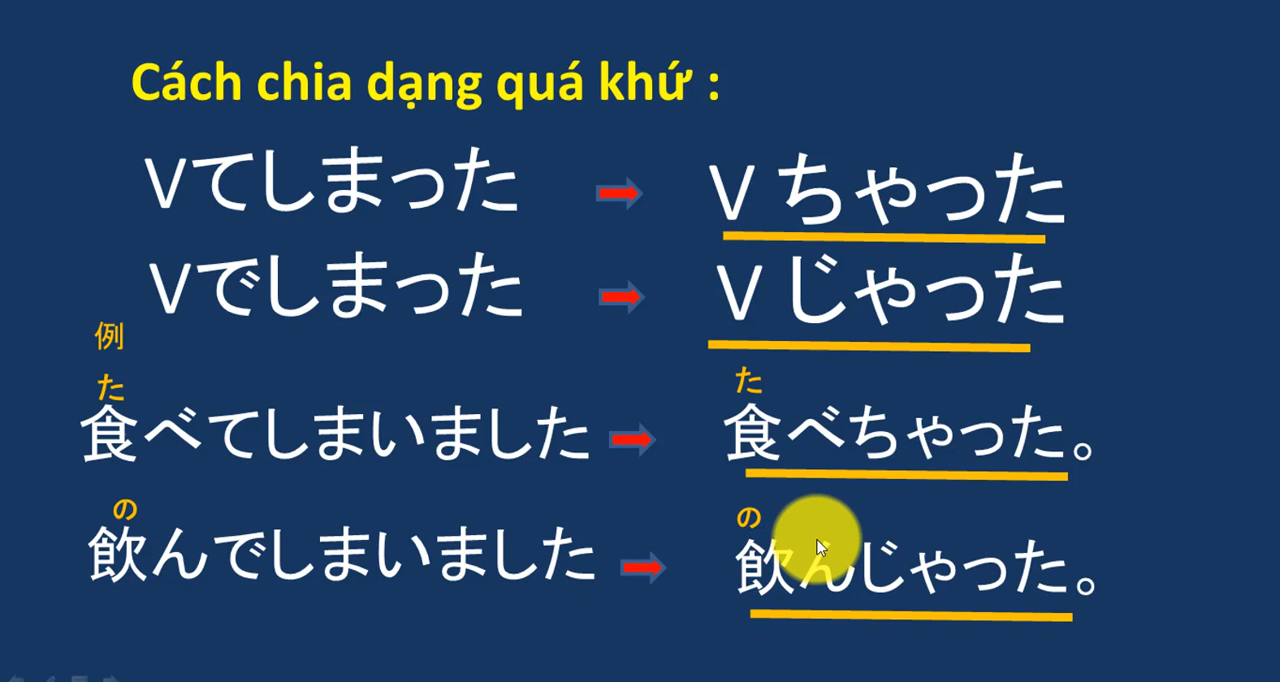 Cách chia dạng quá khứ :
Vてしまった → V ちゃった
Vでしまった → V じゃった
例
た た
食べてしまいました → 食べちゃった。
の の
飲んでしまいました → 飲んじゃった。